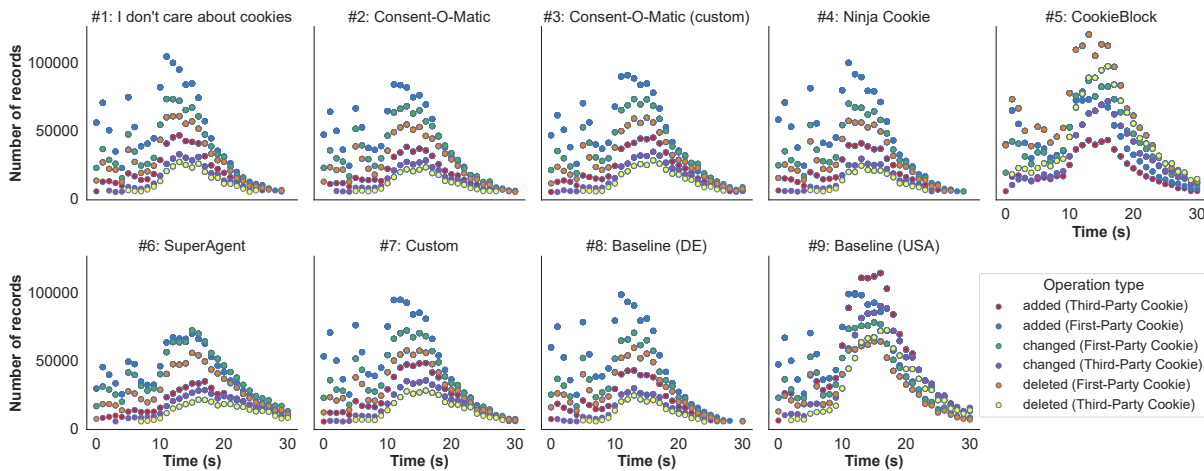 #1: I don't care about cookies
#2: Consent-O-Matic
#3: Consent-O-Matic (custom)
#4: Ninja Cookie
#5: CookieBlock
Number of records
100000
50000
0
0 10 20 30
Time (s)
#6: SuperAgent
#7: Custom
#8: Baseline (DE)
#9: Baseline (USA)
Number of records
100000
50000
0
0 10 20 30
Time (s)
0 10 20 30
Time (s)
0 10 20 30
Time (s)
0 10 20 30
Time (s)
Operation type
added (Third-Party Cookie)
added (First-Party Cookie)
changed (First-Party Cookie)
changed (Third-Party Cookie)
deleted (First-Party Cookie)
deleted (Third-Party Cookie)